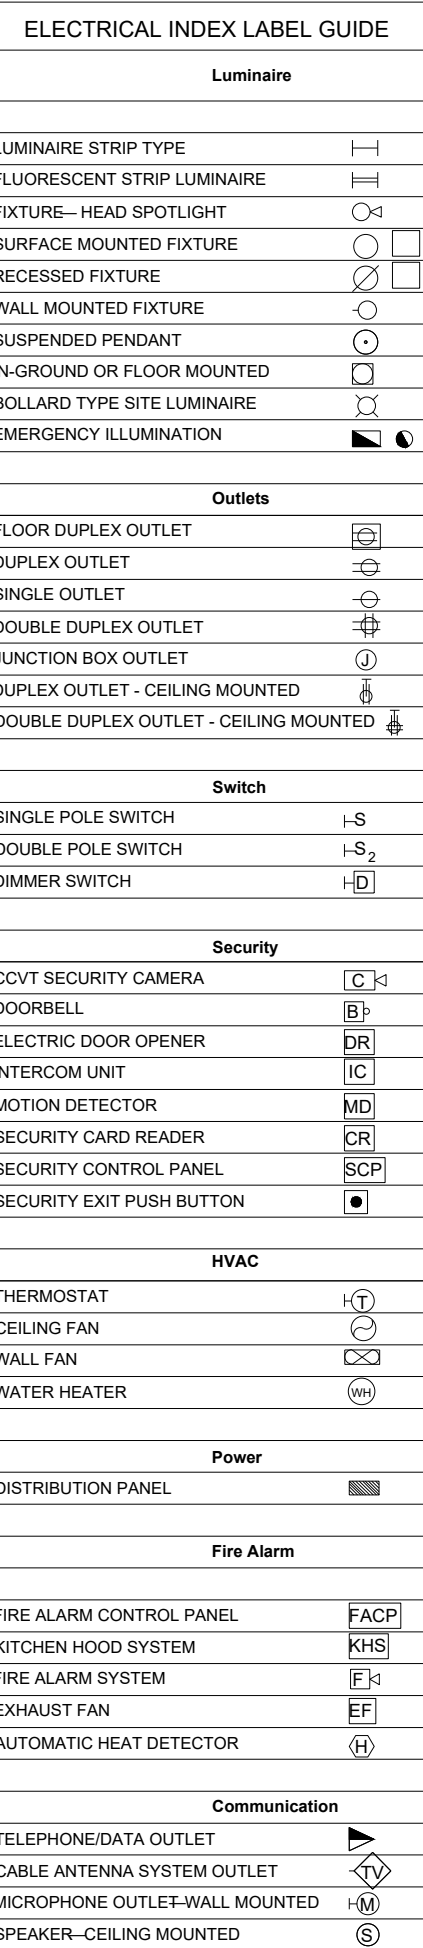 ELECTRICAL INDEX LABEL GUIDE
Luminaire
LUMINAIRE STRIP TYPE
FLUORESCENT STRIP LUMINAIRE
FIXTURE— HEAD SPOTLIGHT
SURFACE MOUNTED FIXTURE
RECESSED FIXTURE
WALL MOUNTED FIXTURE
SUSPENDED PENDANT
IN-GROUND OR FLOOR MOUNTED
BOLLARD TYPE SITE LUMINAIRE
EMERGENCY ILLUMINATION
Outlets
FLOOR DUPLEX OUTLET
DUPLEX OUTLET
SINGLE OUTLET
DOUBLE DUPLEX OUTLET
JUNCTION BOX OUTLET J
DUPLEX OUTLET - CEILING MOUNTED
DOUBLE DUPLEX OUTLET - CEILING MOUNTED
Switch
SINGLE POLE SWITCH S
DOUBLE POLE SWITCH S2
DIMMER SWITCH D
Security
CCVT SECURITY CAMERA C
DOORBELL B
ELECTRIC DOOR OPENER DR
INTERCOM UNIT IC
MOTION DETECTOR MD
SECURITY CARD READER CR
SECURITY CONTROL PANEL SCP
SECURITY EXIT PUSH BUTTON
HVAC
THERMOSTAT T
CEILING FAN
WALL FAN
WATER HEATER WH
Power
DISTRIBUTION PANEL
Fire Alarm
FIRE ALARM CONTROL PANEL FACP
KITCHEN HOOD SYSTEM KHS
FIRE ALARM SYSTEM F
EXHAUST FAN EF
AUTOMATIC HEAT DETECTOR H
Communication
TELEPHONE/DATA OUTLET
CABLE ANTENNA SYSTEM OUTLET TV
MICROPHONE OUTLET—WALL MOUNTED M
SPEAKER—CEILING MOUNTED S